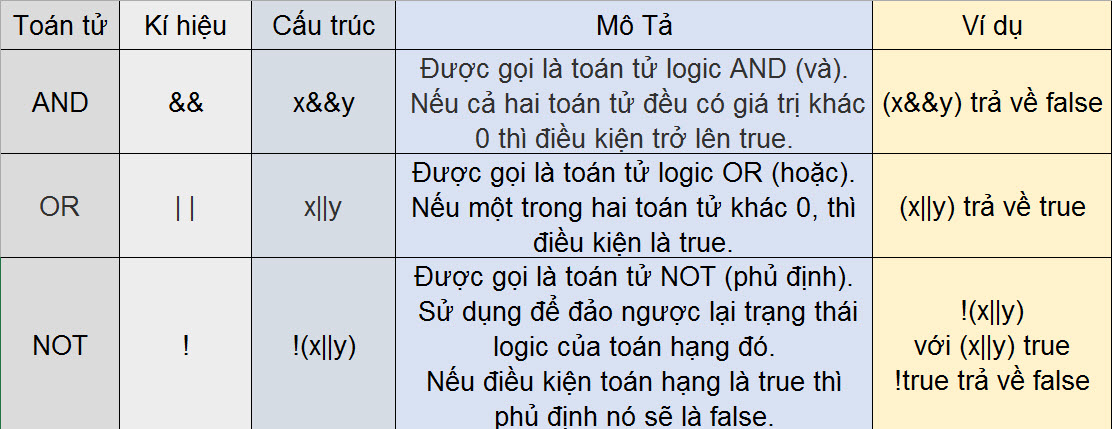 Toán tử
Kí hiệu
Cấu trúc
Mô Tả
Ví dụ
AND
&&
x&&y
Được gọi là toán tử logic AND (và).
Nếu cả hai toán tử đều có giá trị khác
0 thì điều kiện trở lên true.
(x&&y) trả về false
OR
| |
x||y
Được gọi là toán tử logic OR (hoặc).
Nếu một trong hai toán tử khác 0, thì
điều kiện là true.
(x||y) trả về true
NOT
!
!(x||y)
Được gọi là toán tử NOT (phủ định).
Sử dụng để đảo ngược lại trạng thái
logic của toán hạng đó.
Nếu điều kiện toán hạng là true thì
phủ định nó sẽ là false.
!(x||y)
với (x||y) true
!true trả về false